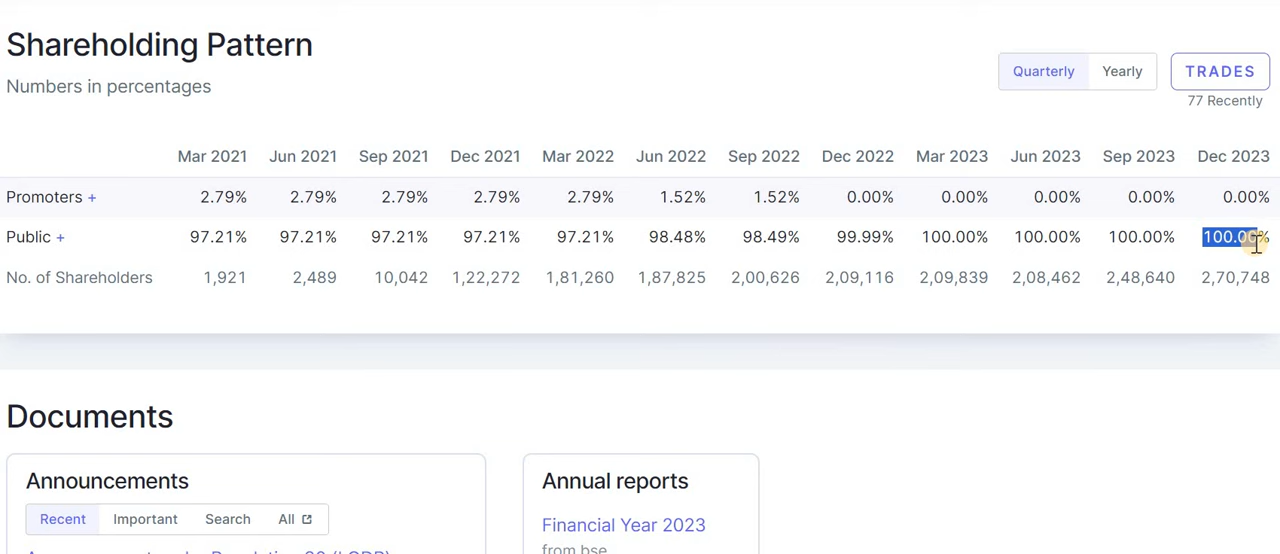 Shareholding Pattern
Numbers in percentages
Quarterly Yearly TRADES
77 Recently
Mar 2021 Jun 2021 Sep 2021 Dec 2021 Mar 2022 Jun 2022 Sep 2022 Dec 2022 Mar 2023 Jun 2023 Sep 2023 Dec 2023
Promoters + 2.79% 2.79% 2.79% 2.79% 2.79% 1.52% 1.52% 0.00% 0.00% 0.00% 0.00% 0.00%
Public + 97.21% 97.21% 97.21% 97.21% 97.21% 98.48% 98.49% 99.99% 100.00% 100.00% 100.00% 100.00%
No. of Shareholders 1,921 2,489 10,042 1,22,272 1,81,260 1,87,825 2,00,626 2,09,116 2,09,839 2,08,462 2,48,640 2,70,748
Documents
Announcements
Recent Important Search All
Annual reports
Financial Year 2023
from bse